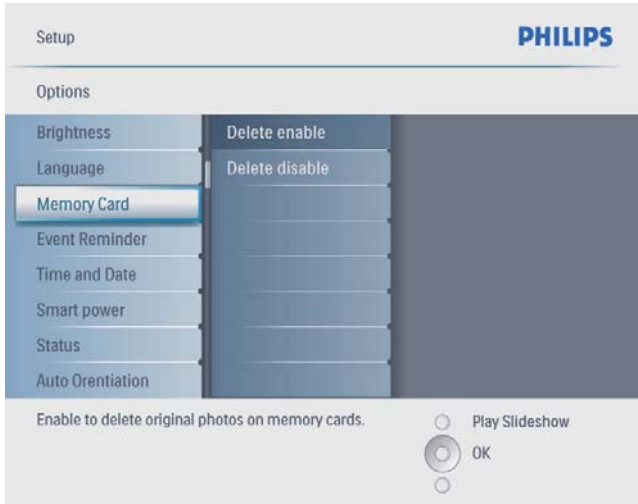 Setup
PHILIPS
Options
Brightness
Delete enable
Language
Delete disable
Memory Card
Event Reminder
Time and Date
Smart power
Status
Auto Orentiation
Enable to delete original photos on memory cards.
Play Slideshow
OK